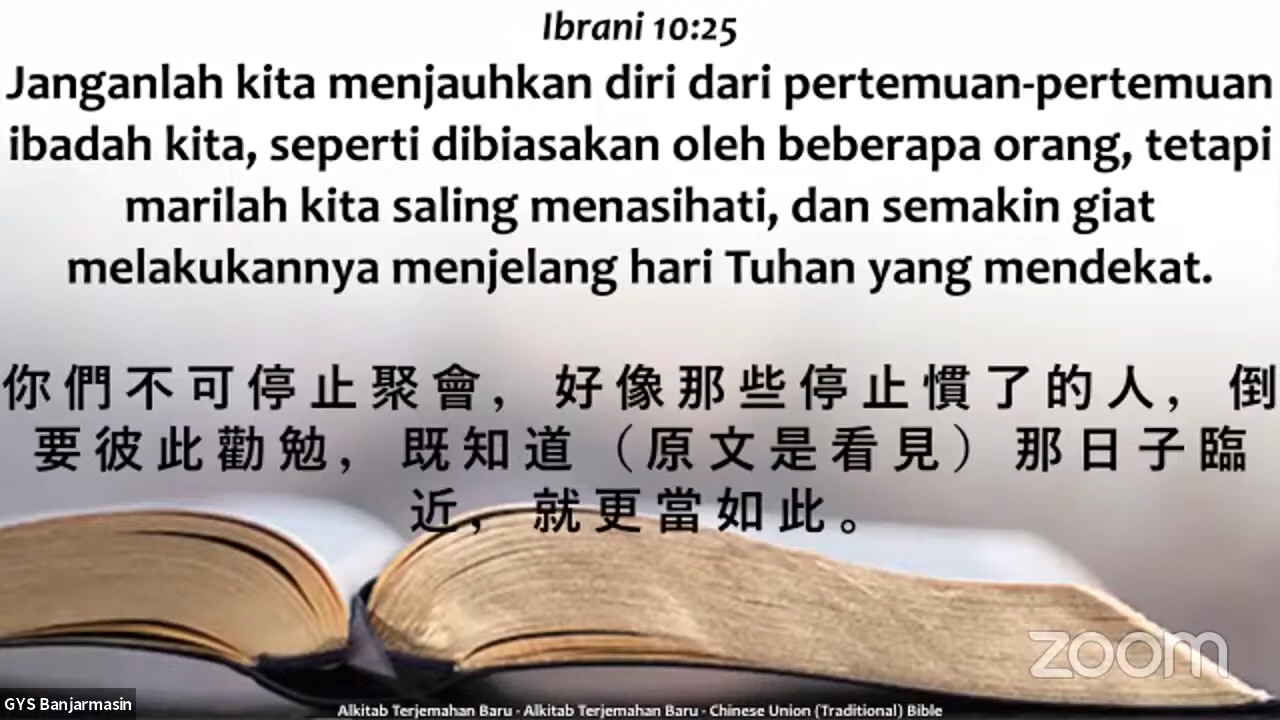 Ibrani 10:25
Janganlah kita menjauhkan diri dari pertemuan-pertemuan
ibadah kita, seperti dibiasakan oleh beberapa orang, tetapi
marilah kita saling menasihati, dan semakin giat
melakukannya menjelang hari Tuhan yang mendekat.
你們不可停止聚會，好像那些停止慣了的人，倒
要彼此勸勉，既知道（原文是看見）那日子臨
近，就更當如此。
zoom
GYS Banjarmasin
Alkitab Terjemahan Baru - Alkitab Terjemahan Baru - Chinese Union (Traditional) Bible